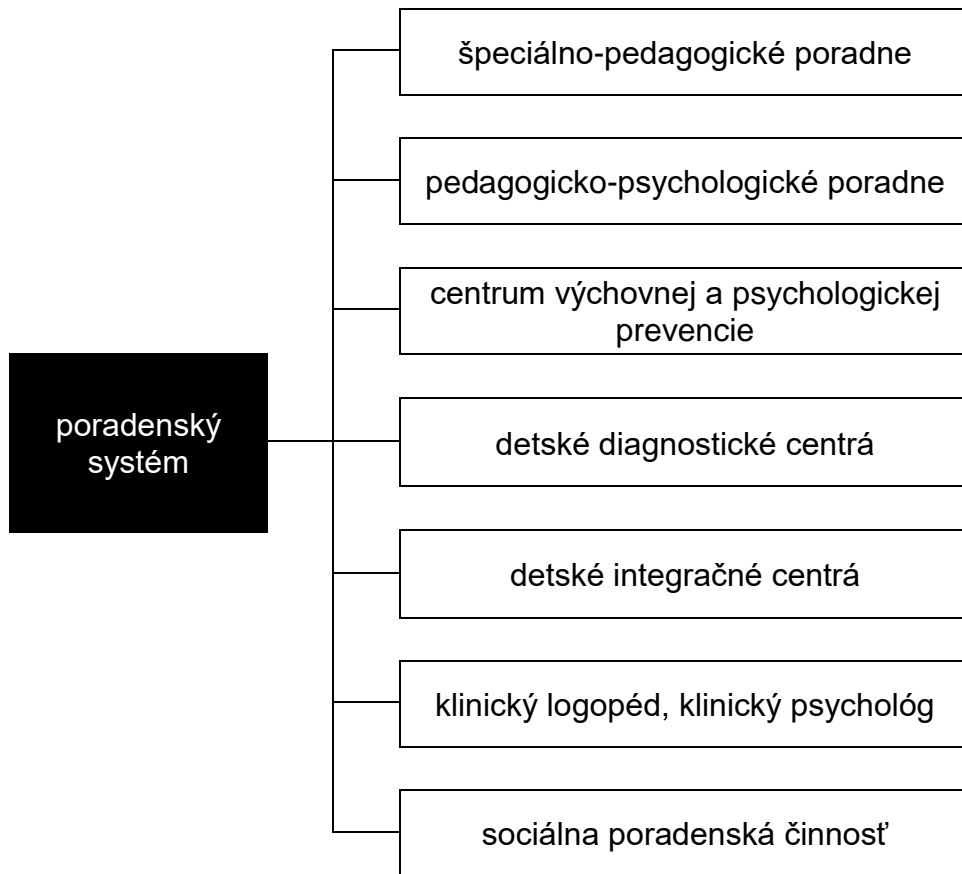 špeciálno-pedagogické poradne
pedagogicko-psychologické poradne
centrum výchovnej a psychologickej
prevencie
poradenský
systém
detské diagnostické centrá
detské integračné centrá
klinický logopéd, klinický psychológ
sociálna poradenská činnosť